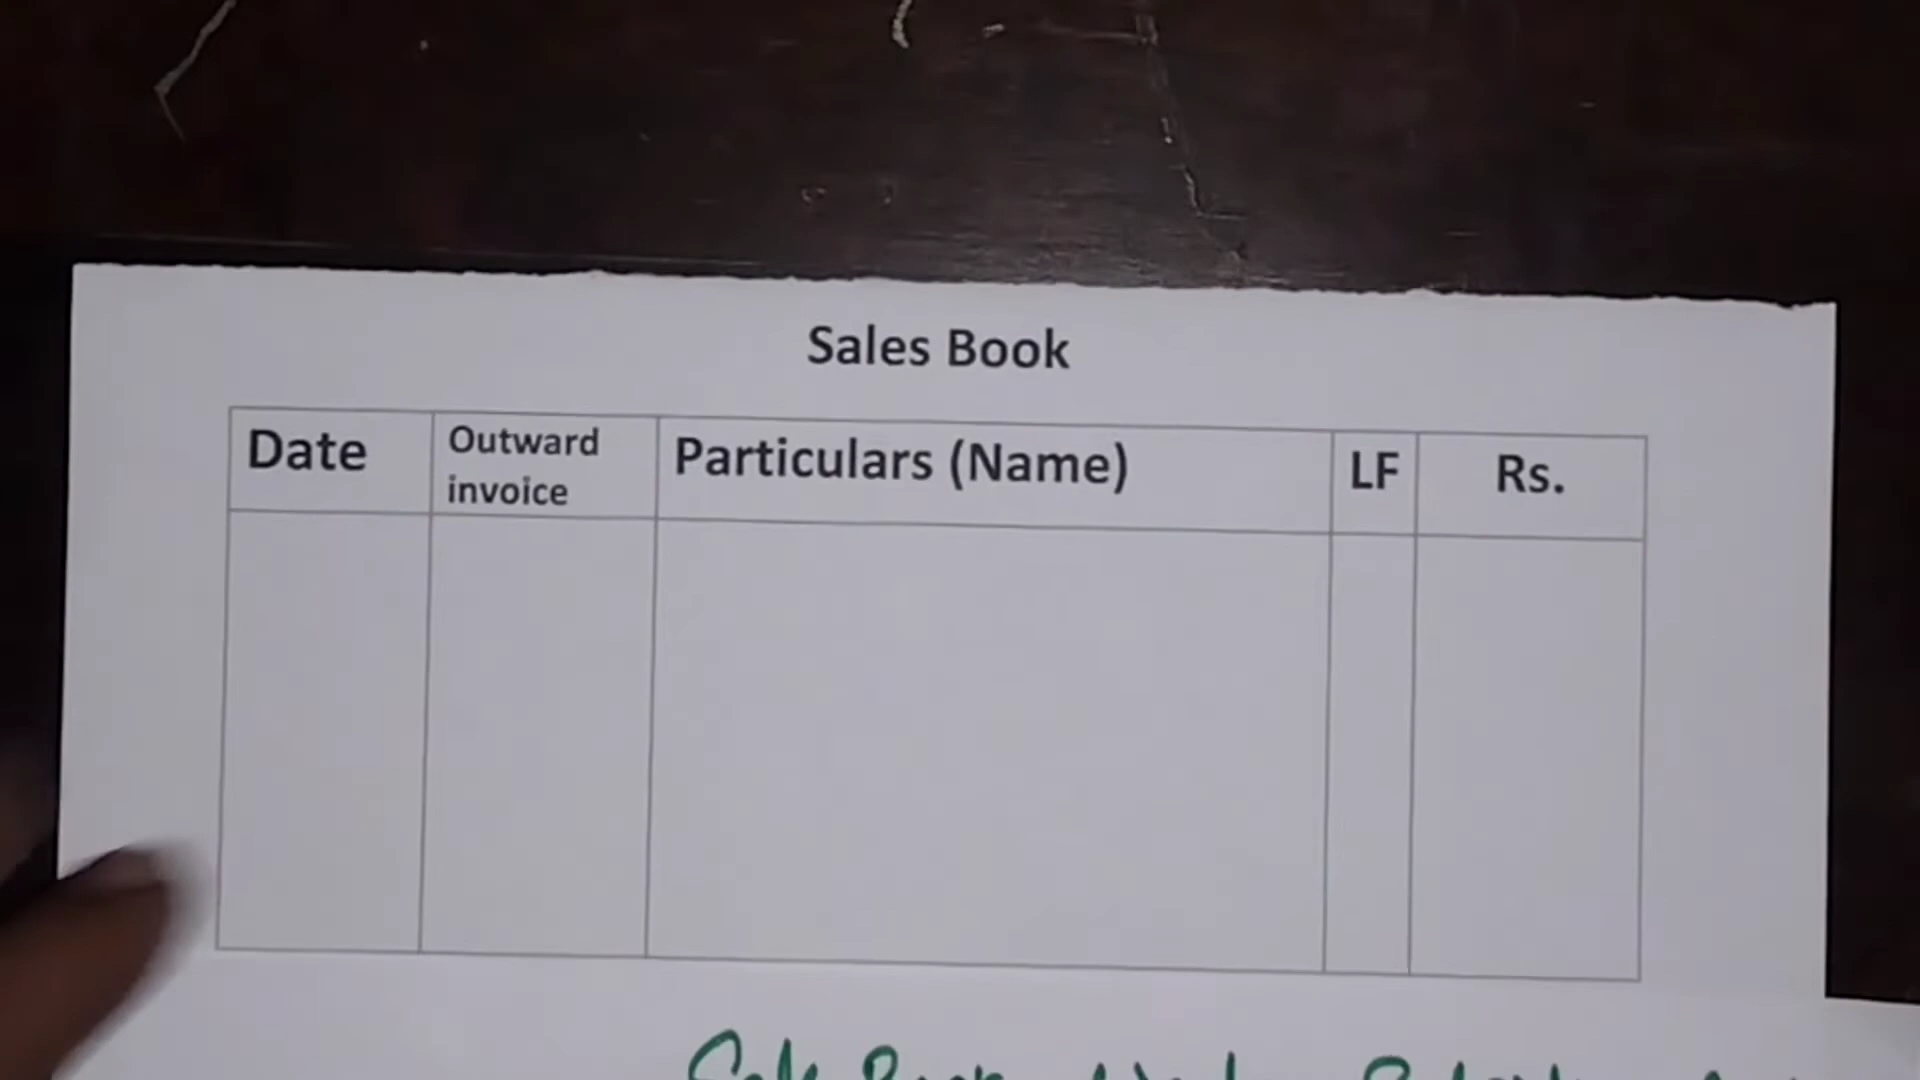 Sales Book
Date
Outward
invoice
Particulars (Name)
LF
Rs.